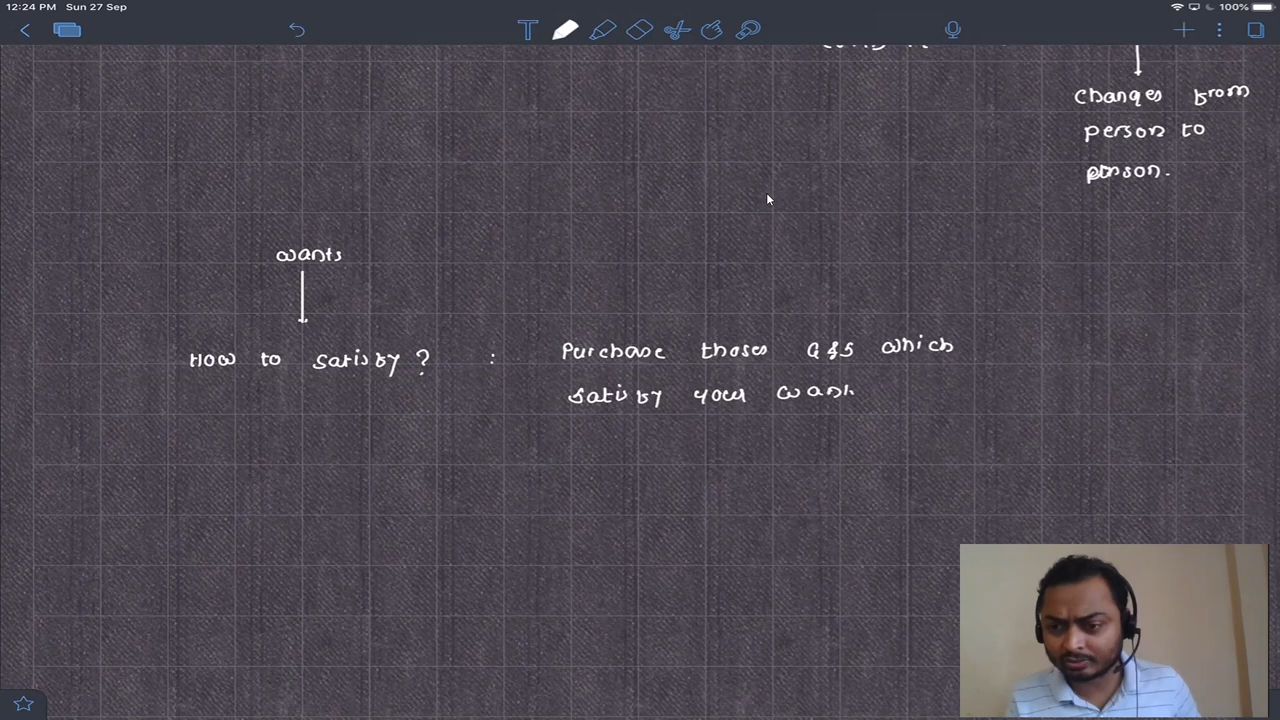 12:24 PM Sun 27 Sep
100%
changes from
person to
person.
wants
How to satisfy? : Purchase thoses G&S which
satisfy your want.